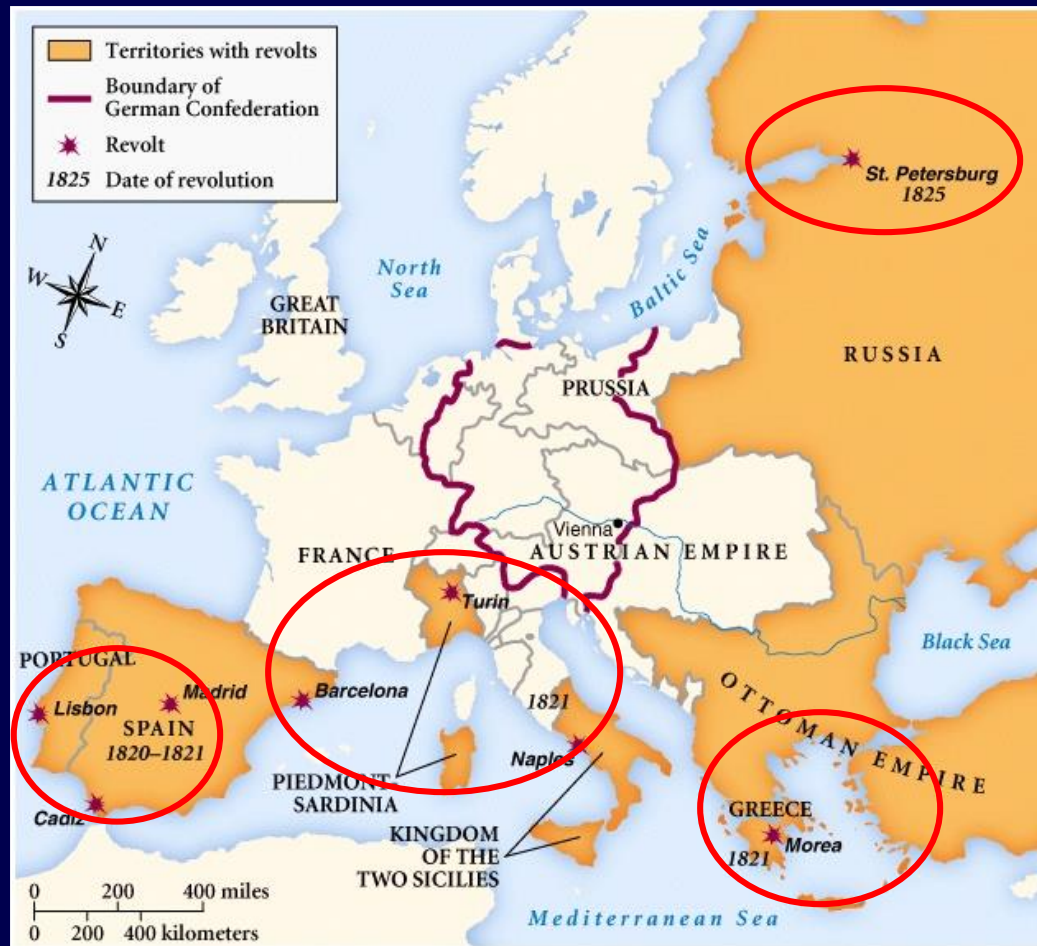 Territories with revolts
Boundary of
German Confederation
Revolt
1825 Date of revolution
N
W
E
S
North
Sea
GREAT
BRITAIN
Baltic Sea
St. Petersburg
1825
RUSSIA
PRUSSIA
ATLANTIC
OCEAN
Vienna
FRANCE
AUSTRIAN EMPIRE
Turin
Black Sea
PORTUGAL
Madrid
Barcelona
Lisbon
SPAIN
1820–1821
1821
OTTOMAN EMPIRE
Naples
PIEDMONT-
SARDINIA
Cadiz
GREECE
Morea
1821
KINGDOM
OF THE
TWO SICILIES
0 200 400 miles
0 200 400 kilometers
Mediterranean Sea